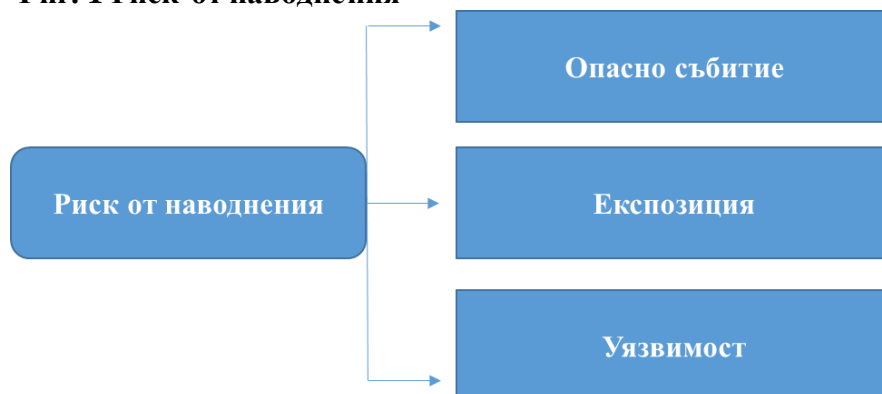 Опасно събитие
Риск от наводнения
Експозиция
Уязвимост